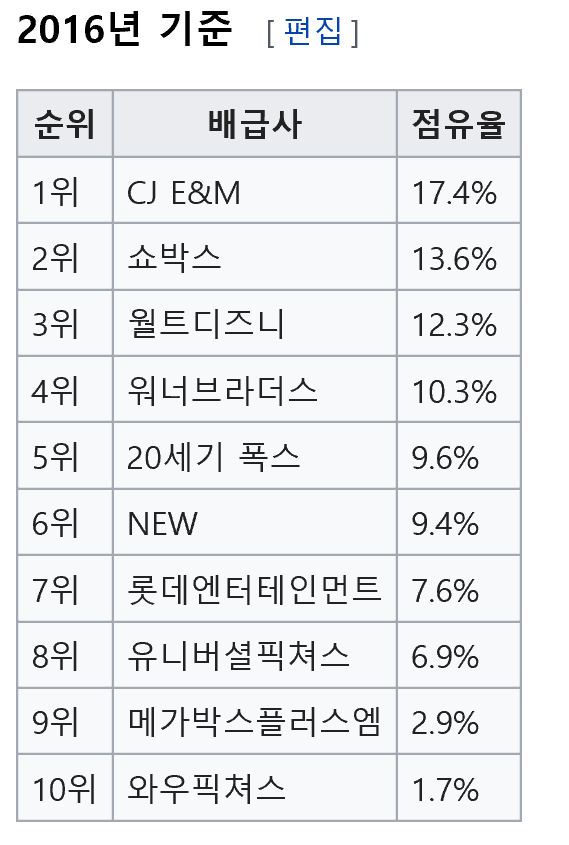 2016년 기준 [ 편집 ]
순위 배급사 점유율
1위 CJ E&M 17.4%
2위 쇼박스 13.6%
3위 월트디즈니 12.3%
4위 워너브라더스 10.3%
5위 20세기 폭스 9.6%
6위 NEW 9.4%
7위 롯데엔터테인먼트 7.6%
8위 유니버셜픽쳐스 6.9%
9위 메가박스플러스엠 2.9%
10위 와우픽쳐스 1.7%